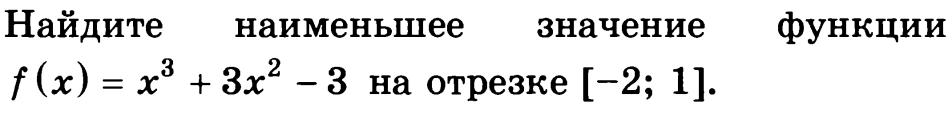 Найдите наименьшее значение функции
f(x) = x³ + 3x² − 3 на отрезке [−2; 1].